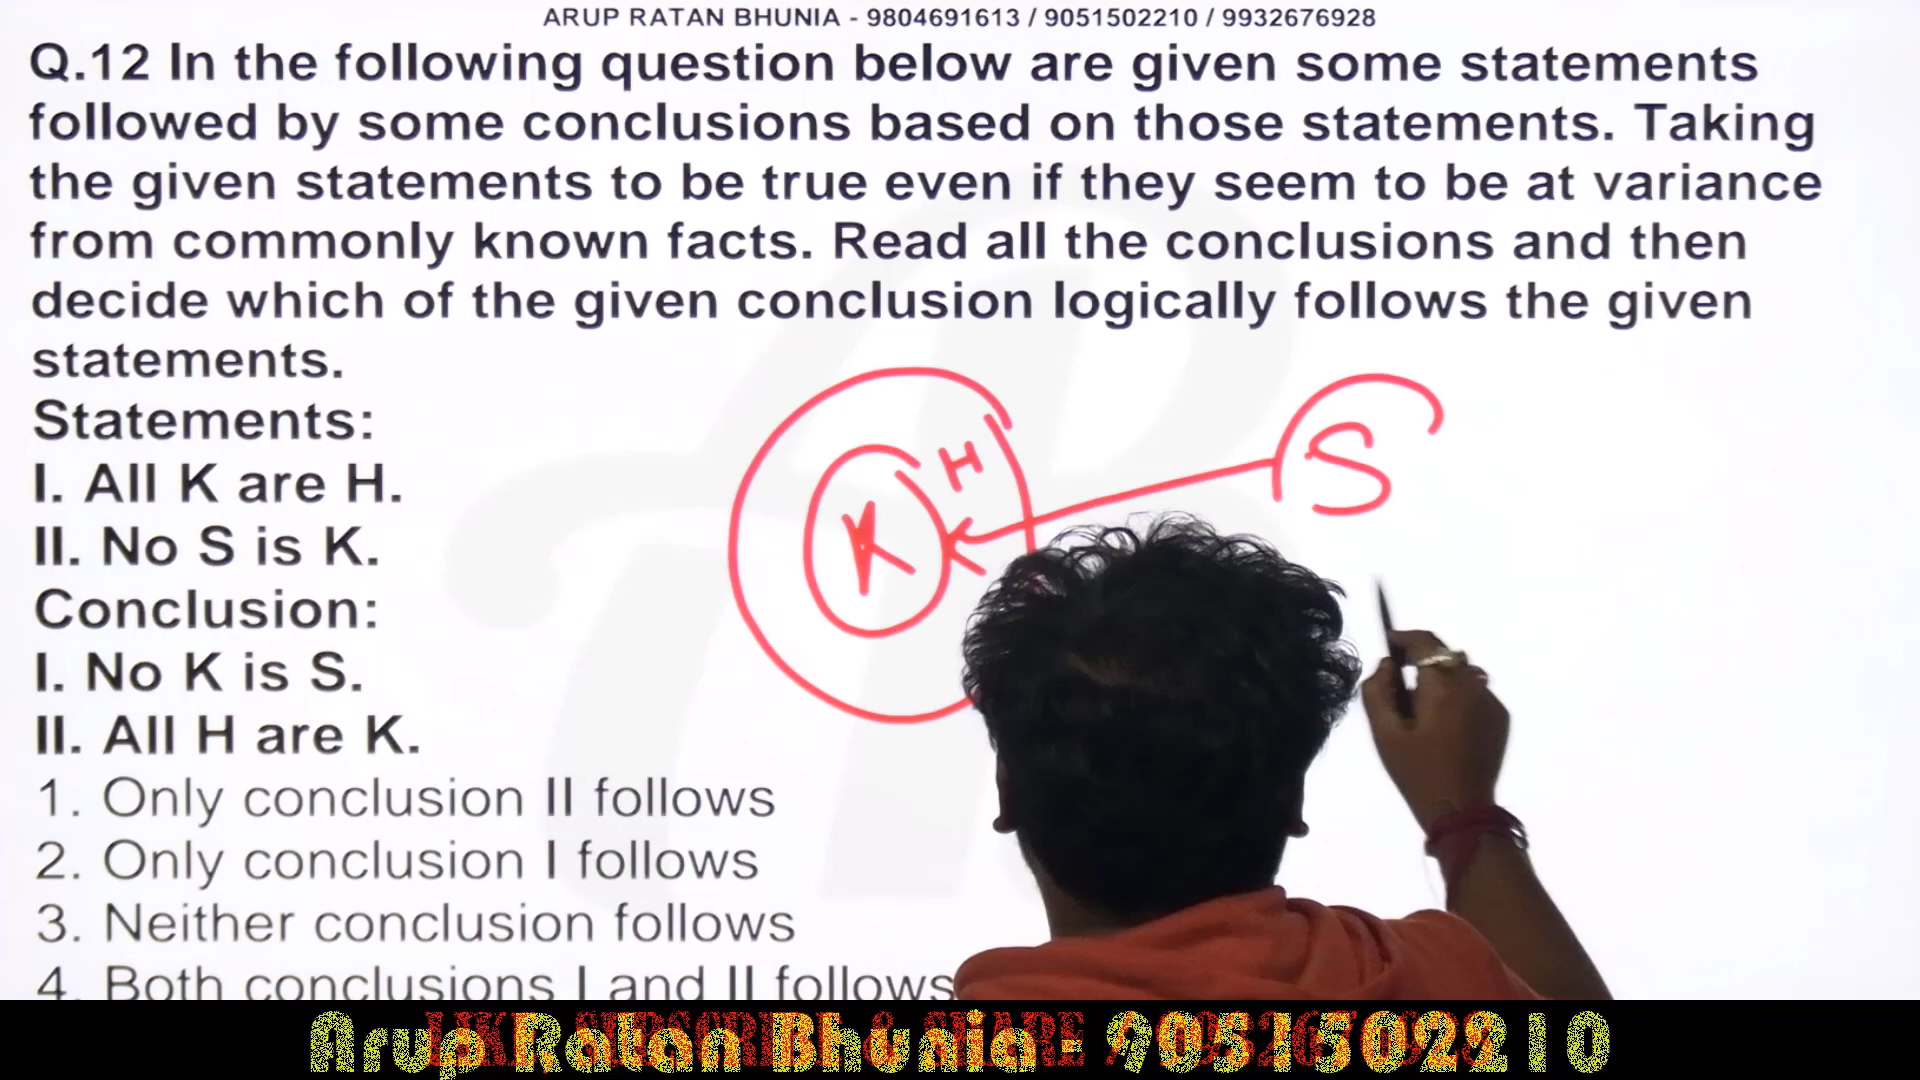 ARUP RATAN BHUNIA - 9804691613 / 9051502210 / 9932676928
Q.12 In the following question below are given some statements
followed by some conclusions based on those statements. Taking
the given statements to be true even if they seem to be at variance
from commonly known facts. Read all the conclusions and then
decide which of the given conclusion logically follows the given
statements.
Statements:
I. All K are H.
II. No S is K.
Conclusion:
I. No K is S.
II. All H are K.
1. Only conclusion II follows
2. Only conclusion I follows
3. Neither conclusion follows
4. Both conclusions I and II follows
K
H
S
Arup Ratan Bhunia - 9051502210